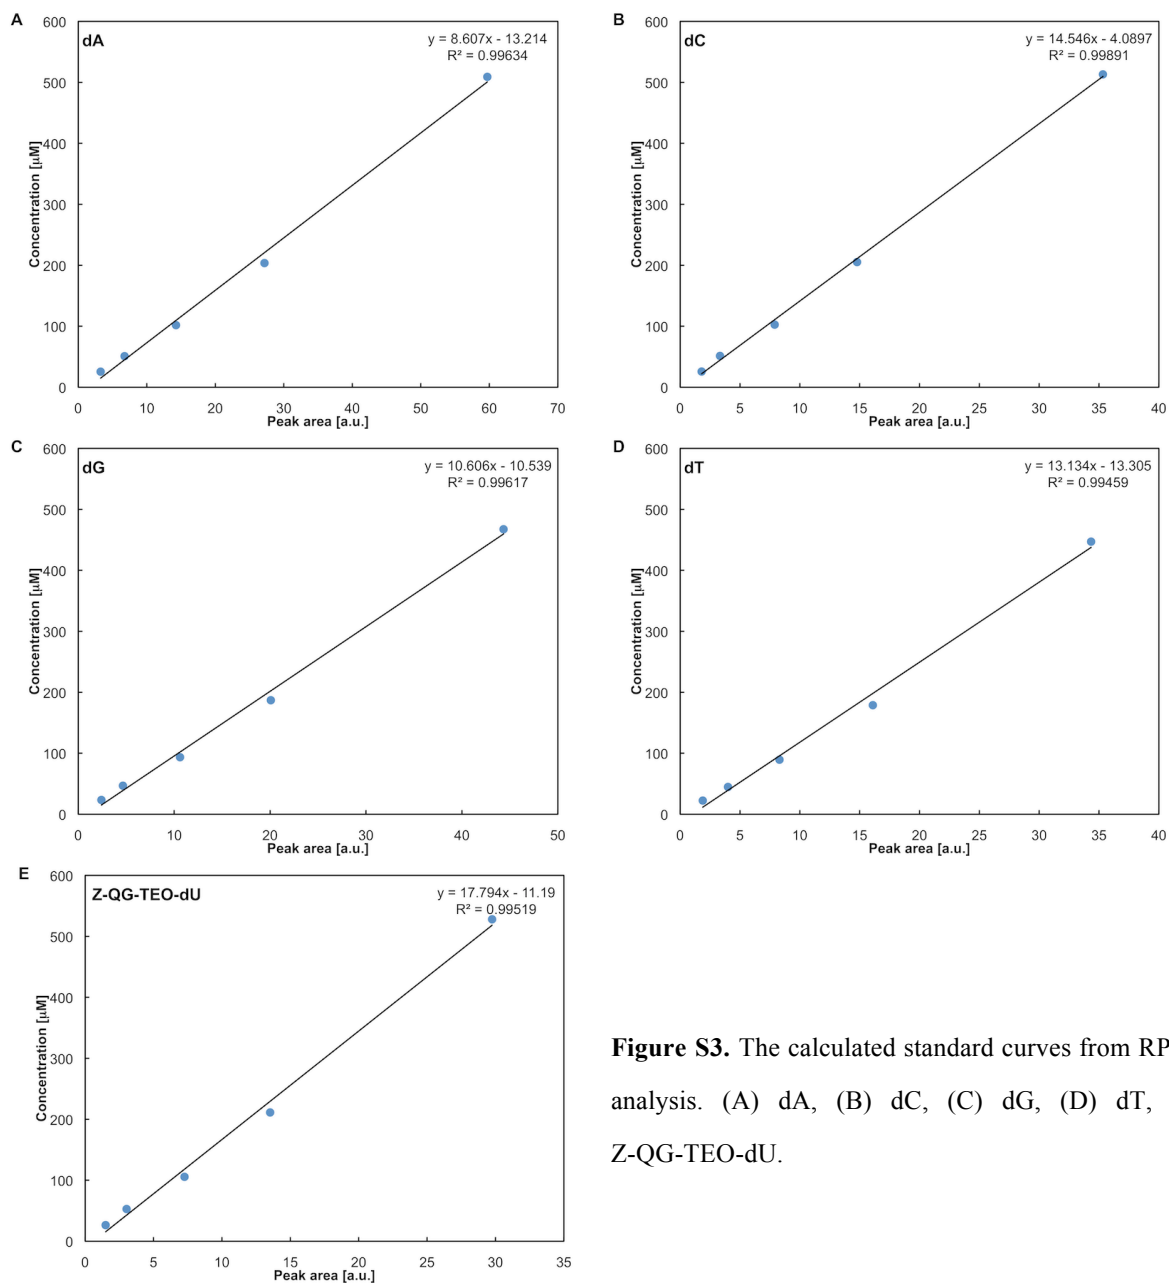 A
dA
y = 8.607x - 13.214
R² = 0.99634
600
500
400
300
200
100
0
Concentration [µM]
0 10 20 30 40 50 60 70
Peak area [a.u.]
B
dC
y = 14.546x - 4.0897
R² = 0.99891
600
500
400
300
200
100
0
Concentration [µM]
0 5 10 15 20 25 30 35 40
Peak area [a.u.]
C
dG
y = 10.606x - 10.539
R² = 0.99617
600
500
400
300
200
100
0
Concentration [µM]
0 10 20 30 40 50
Peak area [a.u.]
D
dT
y = 13.134x - 13.305
R² = 0.99459
600
500
400
300
200
100
0
Concentration [µM]
0 5 10 15 20 25 30 35 40
Peak area [a.u.]
E
Z-QG-TEO-dU
y = 17.794x - 11.19
R² = 0.99519
600
500
400
300
200
100
0
Concentration [µM]
0 5 10 15 20 25 30 35
Peak area [a.u.]
Figure S3. The calculated standard curves from RP
analysis. (A) dA, (B) dC, (C) dG, (D) dT,
Z-QG-TEO-dU.